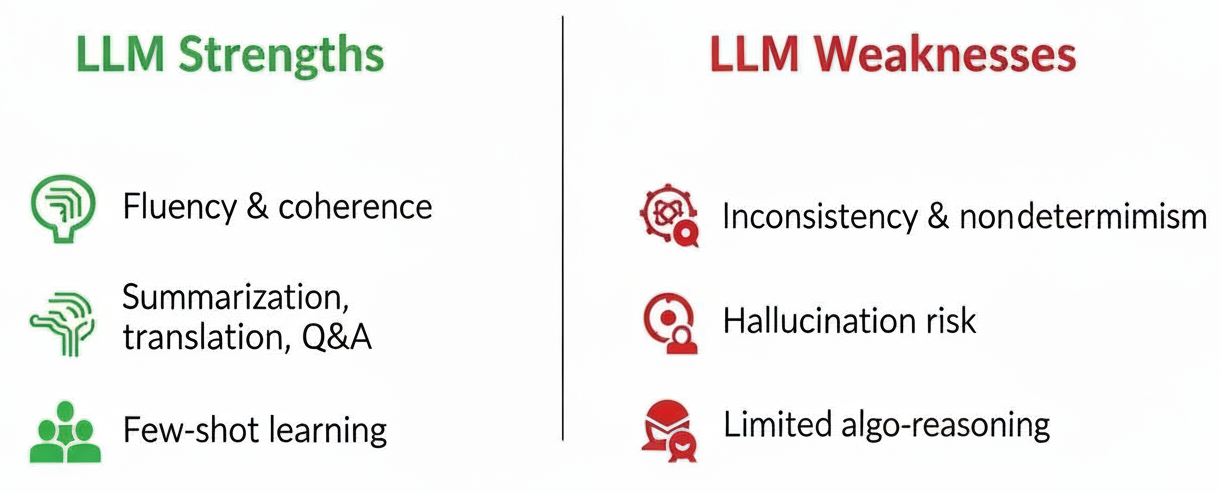 LLM Strengths
Fluency & coherence
Summarization,
translation, Q&A
Few-shot learning
LLM Weaknesses
Inconsistency & nondetermimism
Hallucination risk
Limited algo-reasoning